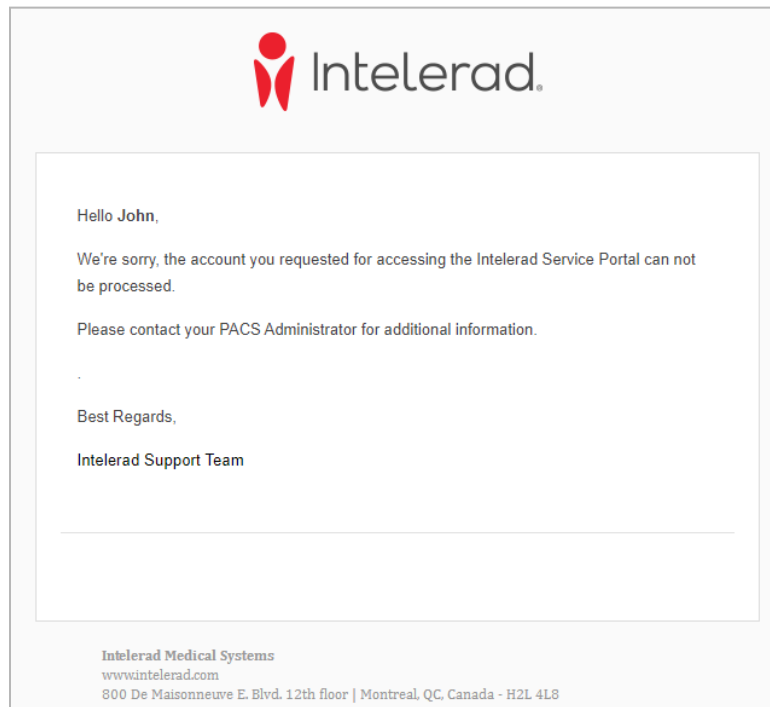 Intelerad
Hello John,
We're sorry, the account you requested for accessing the Intelerad Service Portal can not
be processed.
Please contact your PACS Administrator for additional information.
.
Best Regards,
Intelerad Support Team
Intelerad Medical Systems
www.intelerad.com
800 De Maisonneuve E. Blvd. 12th floor | Montreal, QC, Canada - H2L 4L8